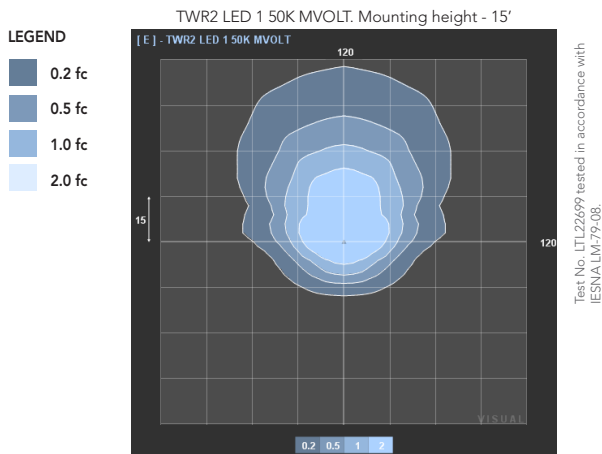 TWR2 LED 1 50K MVOLT. Mounting height - 15’
LEGEND
0.2 fc
0.5 fc
1.0 fc
2.0 fc
[ E ] - TWR2 LED 1 50K MVOLT
120
15
120
VISUAL
0.2 0.5 1 2
Test No. LTL22699 tested in accordance with
IESNA LM-79-08.